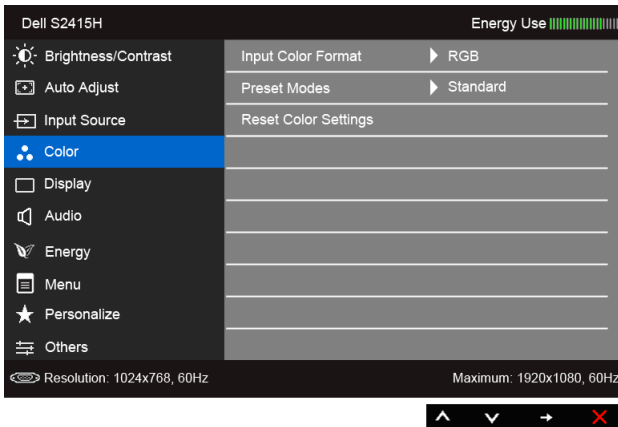 Dell S2415H Energy Use
Brightness/Contrast Input Color Format RGB
Auto Adjust Preset Modes Standard
Input Source Reset Color Settings
Color
Display
Audio
Energy
Menu
Personalize
Others
Resolution: 1024x768, 60Hz Maximum: 1920x1080, 60Hz